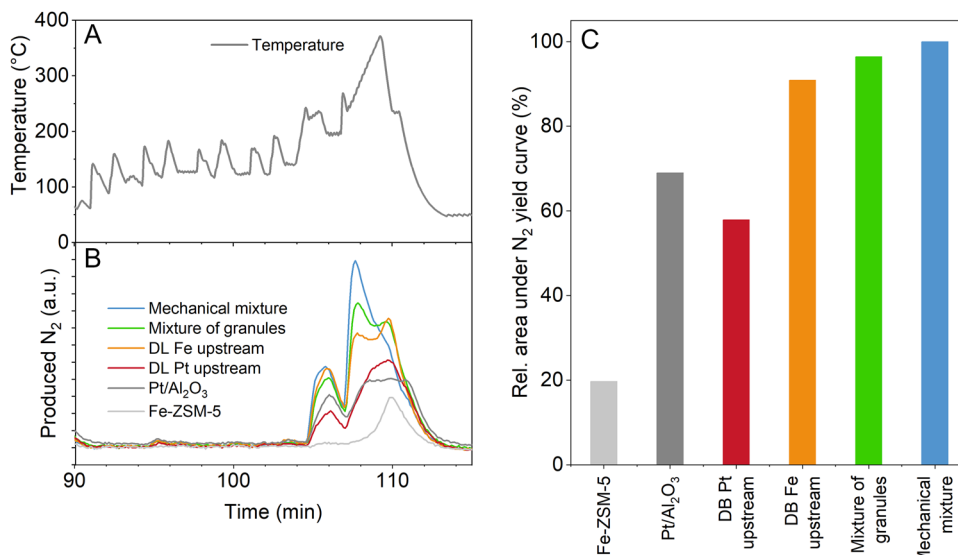 A
Temperature
Temperature (°C)
400
300
200
100
0
B
Mechanical mixture
Mixture of granules
DL Fe upstream
DL Pt upstream
Pt/Al₂O₃
Fe-ZSM-5
Produced N₂ (a.u.)
90
100
110
Time (min)
C
Rel. area under N₂ yield curve (%)
100
80
60
40
20
0
Fe-ZSM-5
Pt/Al₂O₃
DB Pt
upstream
DB Fe
upstream
Mixture of
granules
Mechanical
mixture